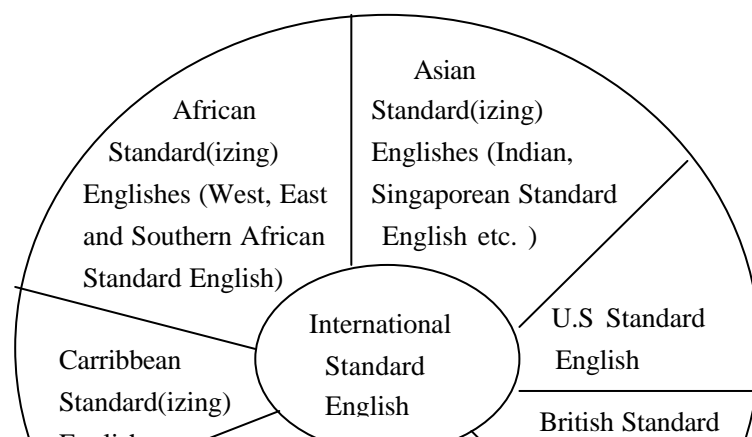 African
Standard(izing)
Englishes (West, East
and Southern African
Standard English)
Asian
Standard(izing)
Englishes (Indian,
Singaporean Standard
English etc. )
U.S Standard
English
British Standard
International
Standard
English
Carribbean
Standard(izing)